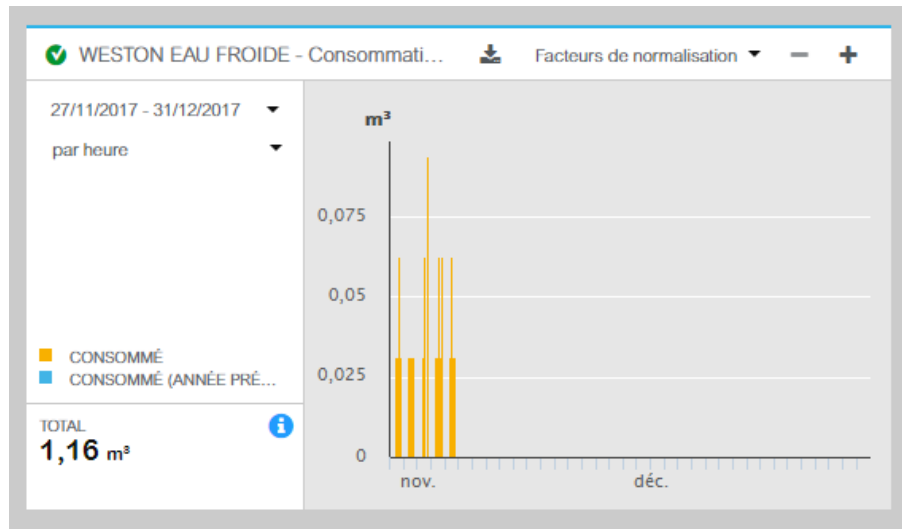 WESTON EAU FROIDE - Consommati...
Facteurs de normalisation
27/11/2017 - 31/12/2017
par heure
CONSOMMÉ
CONSOMMÉ (ANNÉE PRÉ...
TOTAL
1,16 m³
m³
0,075
0,05
0,025
0
nov.
déc.